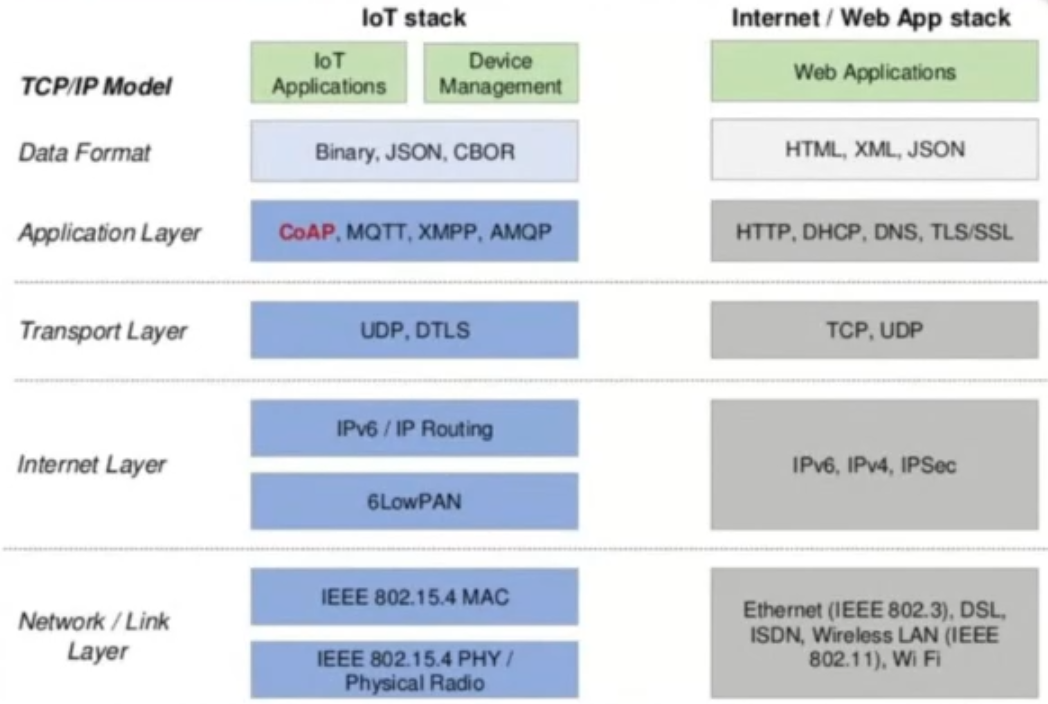 IoT stack
Internet / Web App stack
TCP/IP Model
IoT
Applications
Device
Management
Web Applications
Data Format
Binary, JSON, CBOR
HTML, XML, JSON
Application Layer
CoAP, MQTT, XMPP, AMQP
HTTP, DHCP, DNS, TLS/SSL
Transport Layer
UDP, DTLS
TCP, UDP
Internet Layer
IPv6 / IP Routing
6LowPAN
IPv6, IPv4, IPSec
Network / Link
Layer
IEEE 802.15.4 MAC
IEEE 802.15.4 PHY /
Physical Radio
Ethernet (IEEE 802.3), DSL,
ISDN, Wireless LAN (IEEE
802.11), Wi Fi